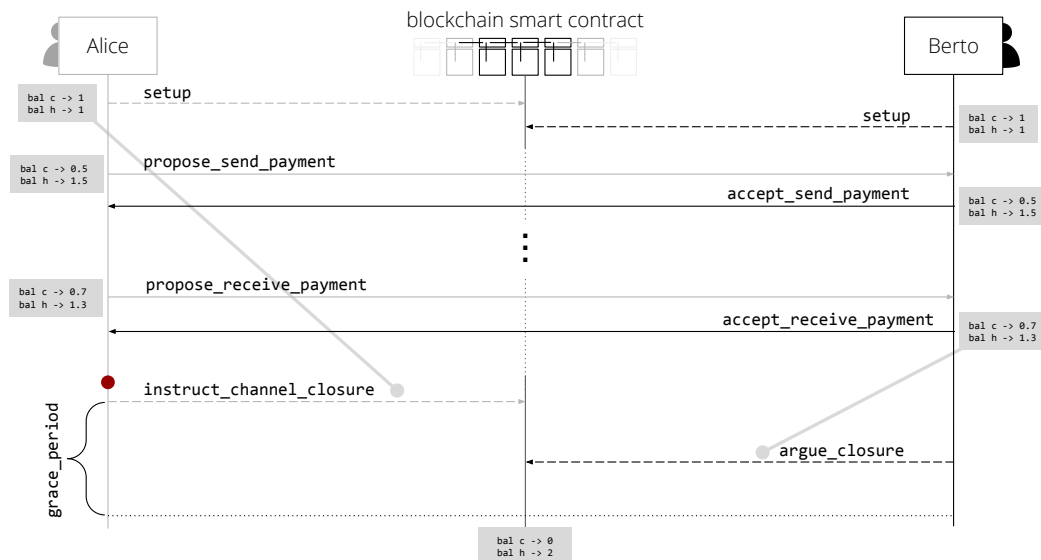 blockchain smart contract
Alice
Berto
bal c -> 1
bal h -> 1
setup
setup
bal c -> 1
bal h -> 1
bal c -> 0.5
bal h -> 1.5
propose_send_payment
accept_send_payment
bal c -> 0.5
bal h -> 1.5
bal c -> 0.7
bal h -> 1.3
propose_receive_payment
accept_receive_payment
bal c -> 0.7
bal h -> 1.3
instruct_channel_closure
grace_period
argue_closure
bal c -> 0
bal h -> 2